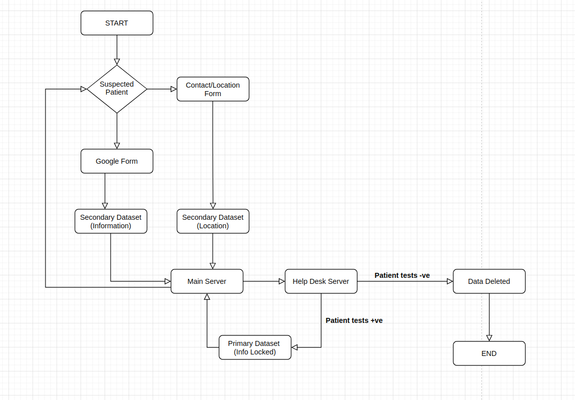 START
Suspected
Patient
Contact/Location
Form
Google Form
Secondary Dataset
(Information)
Secondary Dataset
(Location)
Main Server
Help Desk Server
Patient tests -ve
Data Deleted
Patient tests +ve
Primary Dataset
(Info Locked)
END